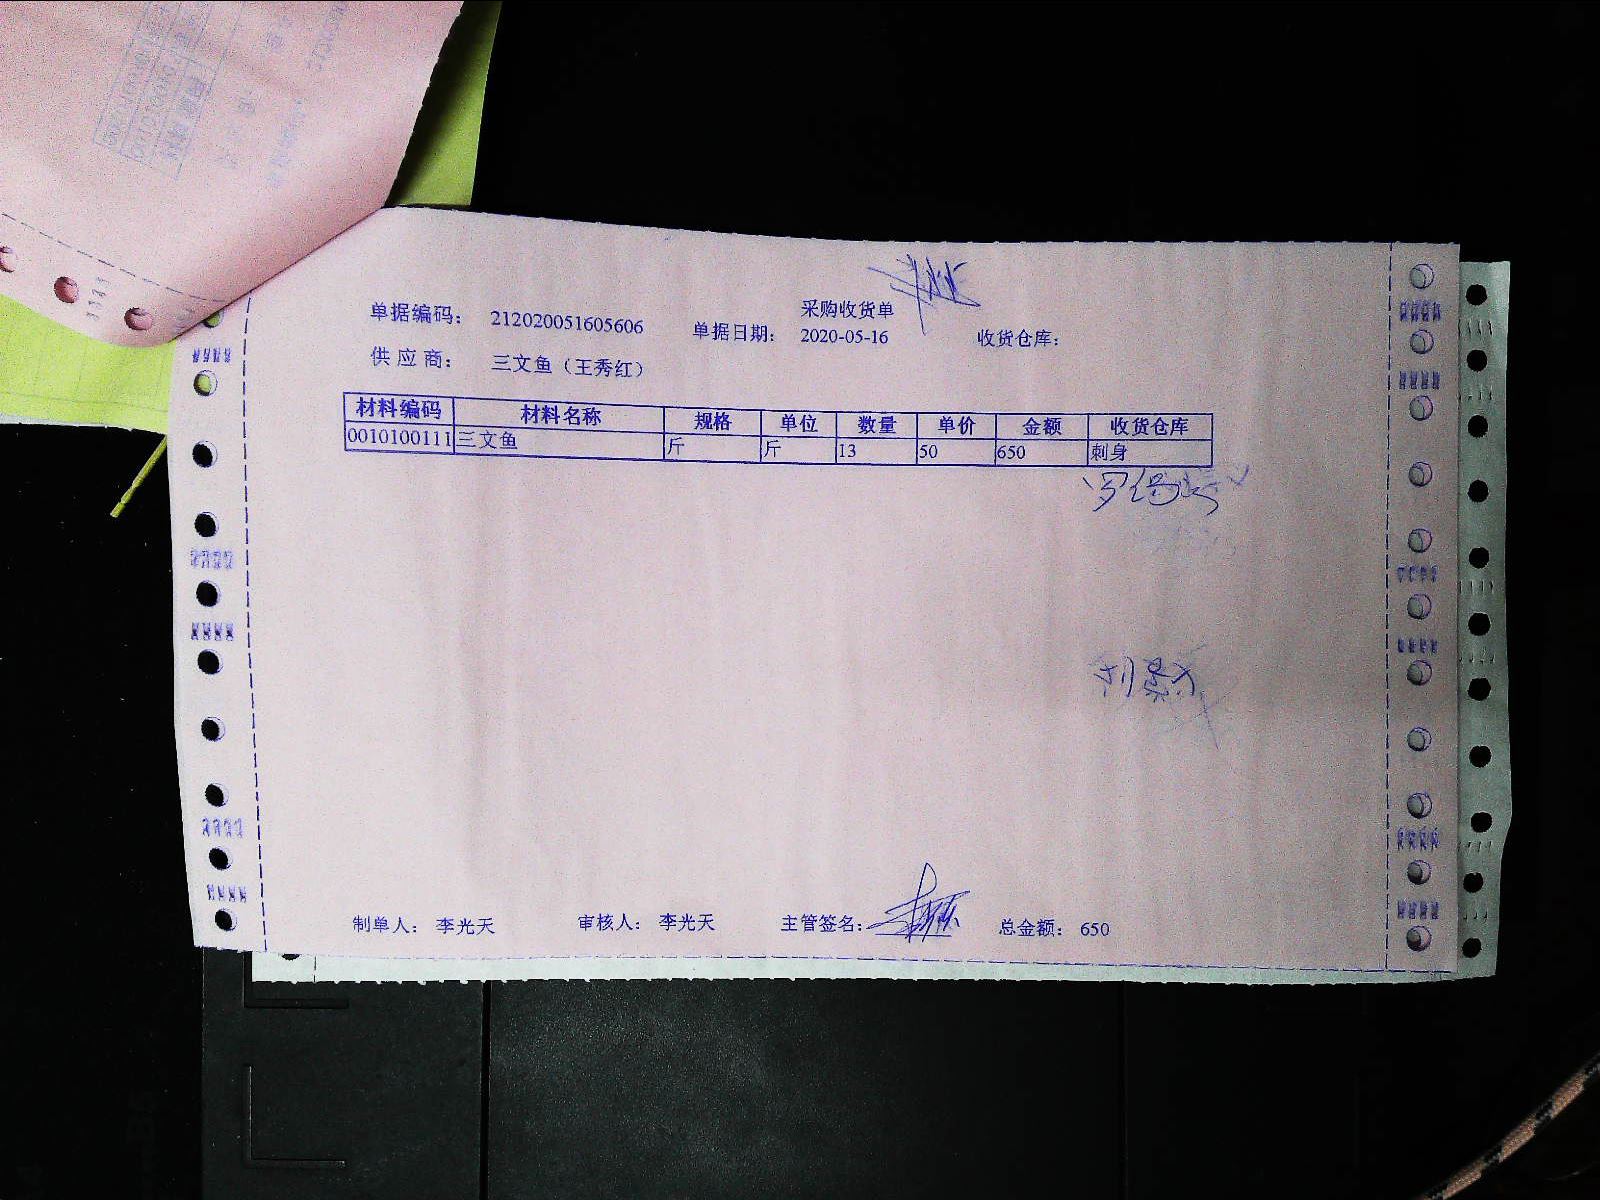 采购收货单
单据编码： 212020051605606 单据日期： 2020-05-16 收货仓库：
供 应 商： 三文鱼（王秀红）
材料编码 材料名称 规格 单位 数量 单价 金额 收货仓库
0010100111 三文鱼 斤 斤 13 50 650 刺身
制单人： 李光天 审核人： 李光天 主管签名： 总金额： 650